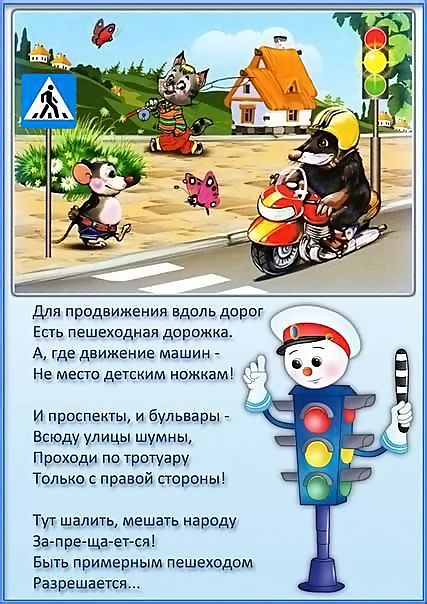 Для продвижения вдоль дорог
Есть пешеходная дорожка.
А, где движение машин -
Не место детским ножкам!
И проспекты, и бульвары -
Всюду улицы шумны,
Проходи по тротуару
Только с правой стороны!
Тут шалить, мешать народу
За-пре-ща-ет-ся!
Быть примерным пешеходом
Разрешается...